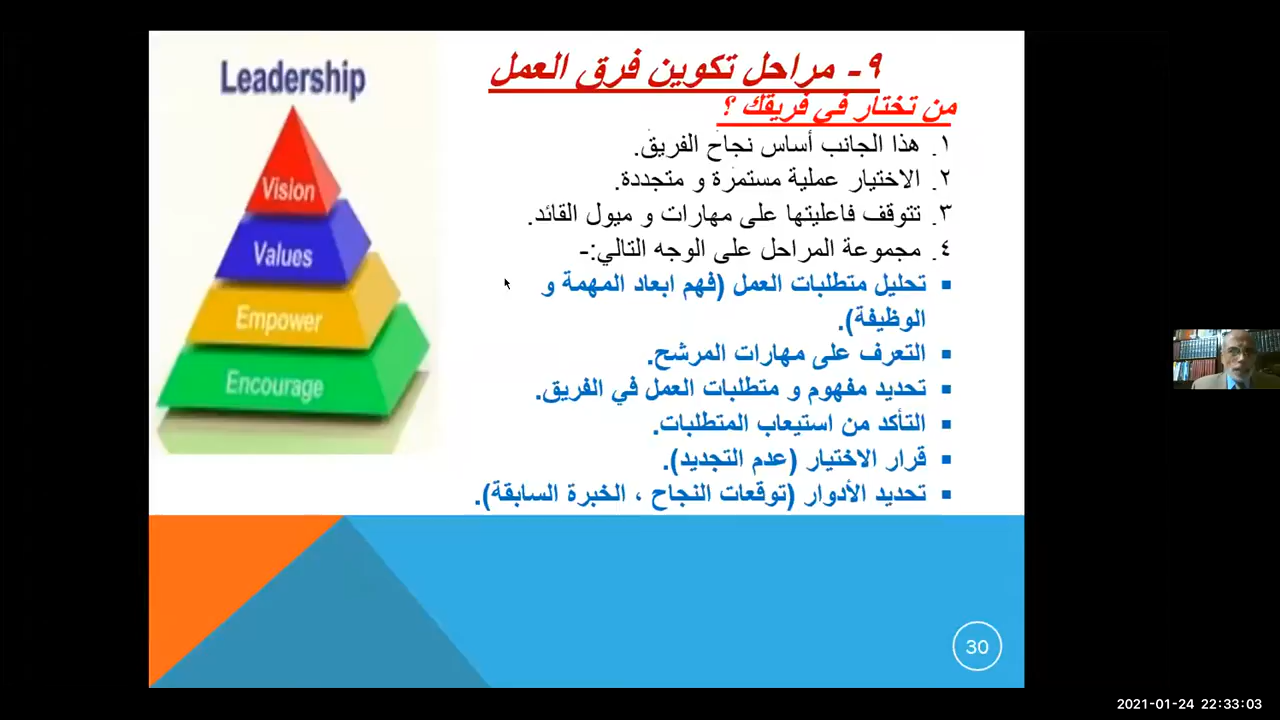 ٩- مراحل تكوين فرق العمل
من تختار في فريقك ؟
١. هذا الجانب أساس نجاح الفريق.
٢. الاختيار عملية مستمرة و متجددة.
٣. تتوقف فاعليتها على مهارات و ميول القائد.
٤. مجموعة المراحل على الوجه التالي:-
▪ تحليل متطلبات العمل (فهم ابعاد المهمة و
الوظيفة).
▪ التعرف على مهارات المرشح.
▪ تحديد مفهوم و متطلبات العمل في الفريق.
▪ التأكد من استيعاب المتطلبات.
▪ قرار الاختيار (عدم التجديد).
▪ تحديد الأدوار (توقعات النجاح ، الخبرة السابقة).
Leadership
Vision
Values
Empower
Encourage
30
2021-01-24 22:33:03